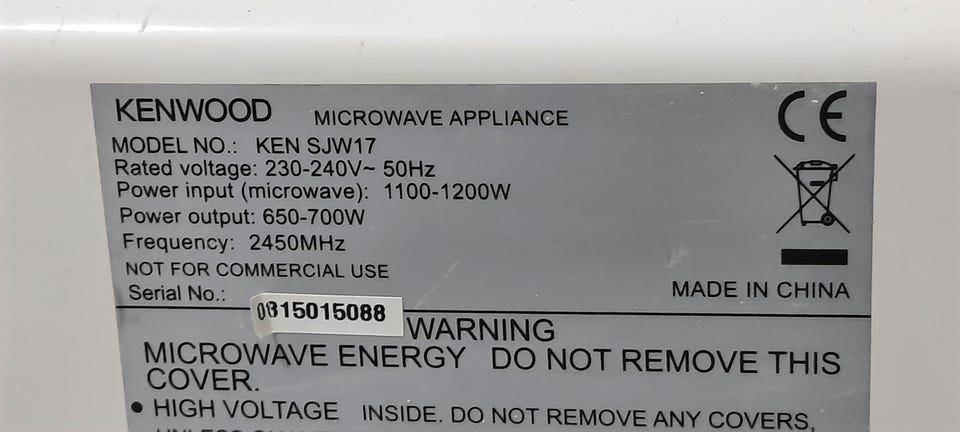 KENWOOD MICROWAVE APPLIANCE
CE
MODEL NO.: KEN SJW17
Rated voltage: 230-240V~ 50Hz
Power input (microwave): 1100-1200W
Power output: 650-700W
Frequency: 2450MHz
NOT FOR COMMERCIAL USE
Serial No.:
MADE IN CHINA
0815015088
WARNING
MICROWAVE ENERGY DO NOT REMOVE THIS
COVER.
• HIGH VOLTAGE INSIDE. DO NOT REMOVE ANY COVERS,